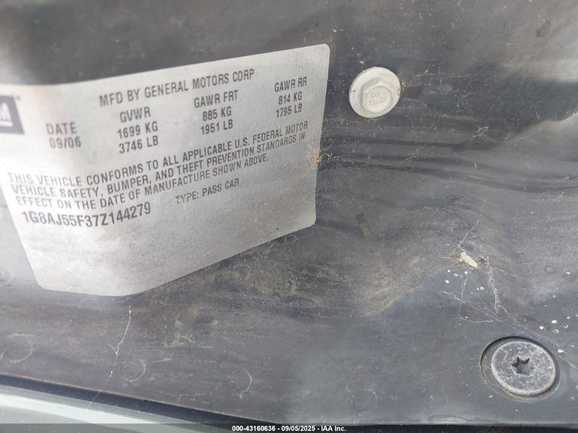 MFD BY GENERAL MOTORS CORP
DATE GVWR GAWR FRT GAWR RR
09/06 1699 KG 885 KG 814 KG
3746 LB 1951 LB 1795 LB
THIS VEHICLE CONFORMS TO ALL APPLICABLE U.S. FEDERAL MOTOR
VEHICLE SAFETY, BUMPER, AND THEFT PREVENTION STANDARDS IN
EFFECT ON THE DATE OF MANUFACTURE SHOWN ABOVE.
1G8AJ55F37Z144279 TYPE: PASS CAR
000-43160636 - 09/05/2025 - IAA Inc.